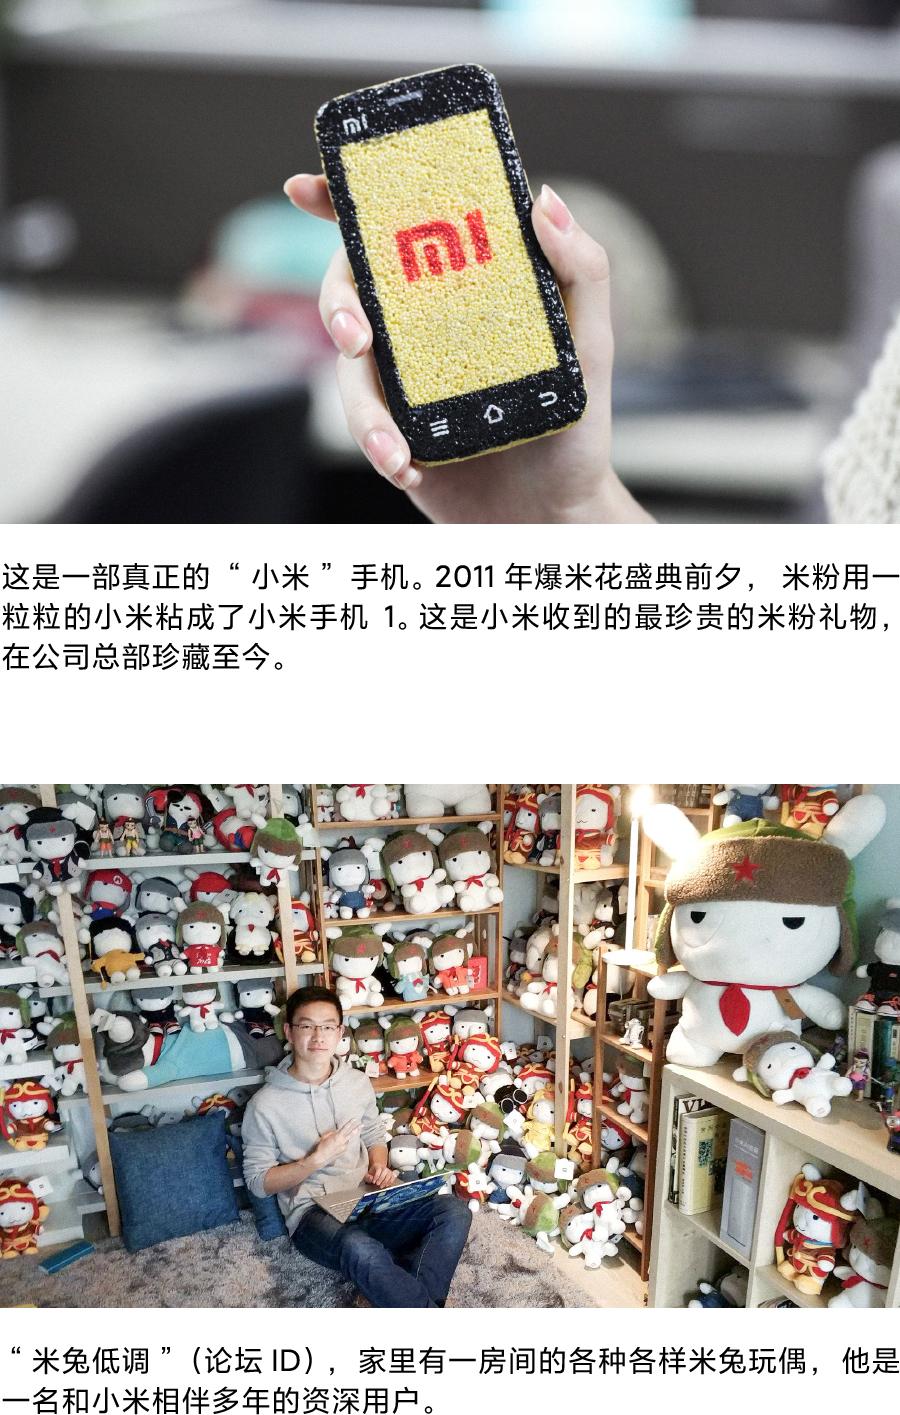 mi
mi
这是一部真正的“小米”手机。2011 年爆米花盛典前夕，米粉用一
粒粒的小米粘成了小米手机 1。这是小米收到的最珍贵的米粉礼物，
在公司总部珍藏至今。
“米兔低调”（论坛 ID），家里有一房间的各种各样米兔玩偶，他是
一名和小米相伴多年的资深用户。